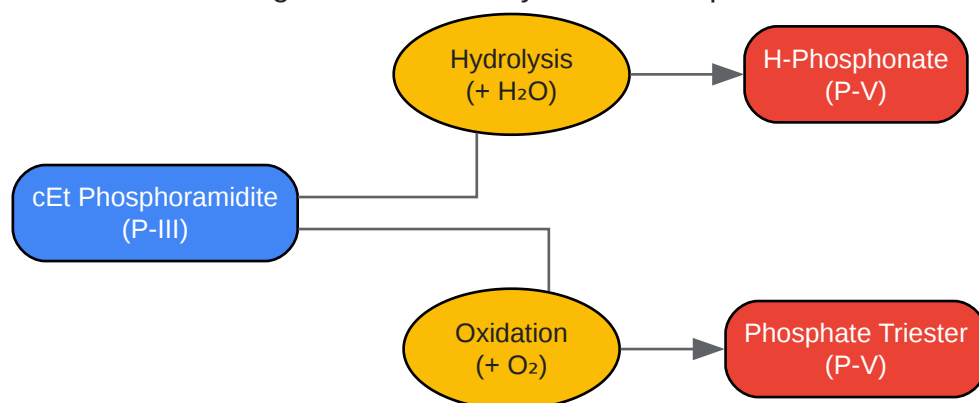 Hydrolysis
(+ H₂O)
H-Phosphonate
(P-V)
cEt Phosphoramidite
(P-III)
Oxidation
(+ O₂)
Phosphate Triester
(P-V)